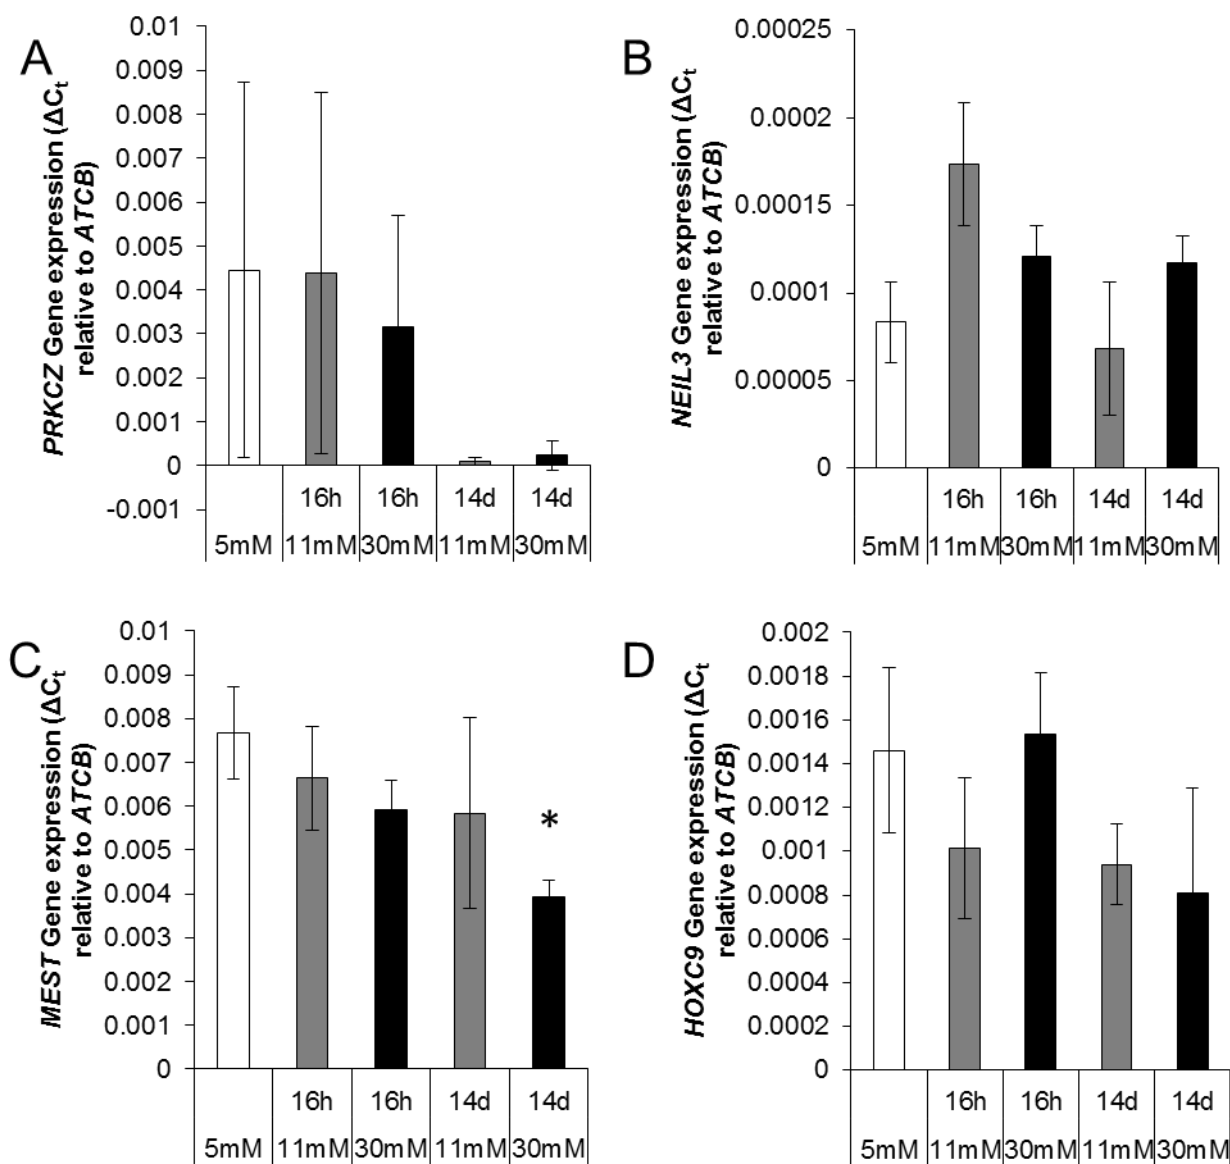 A
PRKCZ Gene expression (ΔCt
relative to ATCB)
0.01
0.009
0.008
0.007
0.006
0.005
0.004
0.003
0.002
0.001
0
-0.001
16h 16h 14d 14d
5mM 11mM 30mM 11mM 30mM
B
NEIL3 Gene expression (ΔCt
relative to ATCB)
0.00025
0.0002
0.00015
0.0001
0.00005
0
16h 16h 14d 14d
5mM 11mM 30mM 11mM 30mM
C
MEST Gene expression (ΔCt
relative to ATCB)
0.01
0.009
0.008
0.007
0.006
0.005
0.004
0.003
0.002
0.001
0
*
16h 16h 14d 14d
5mM 11mM 30mM 11mM 30mM
D
HOXC9 Gene expression (ΔCt
relative to ATCB)
0.002
0.0018
0.0016
0.0014
0.0012
0.001
0.0008
0.0006
0.0004
0.0002
0
16h 16h 14d 14d
5mM 11mM 30mM 11mM 30mM